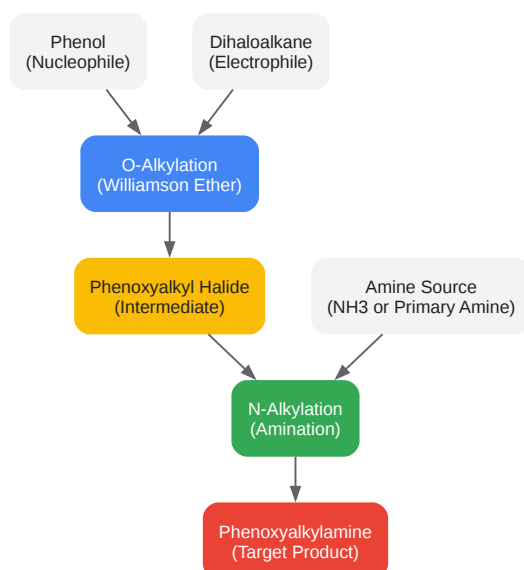 Phenol
(Nucleophile)
Dihaloalkane
(Electrophile)
O-Alkylation
(Williamson Ether)
Phenoxyalkyl Halide
(Intermediate)
Amine Source
(NH3 or Primary Amine)
N-Alkylation
(Amination)
Phenoxyalkylamine
(Target Product)